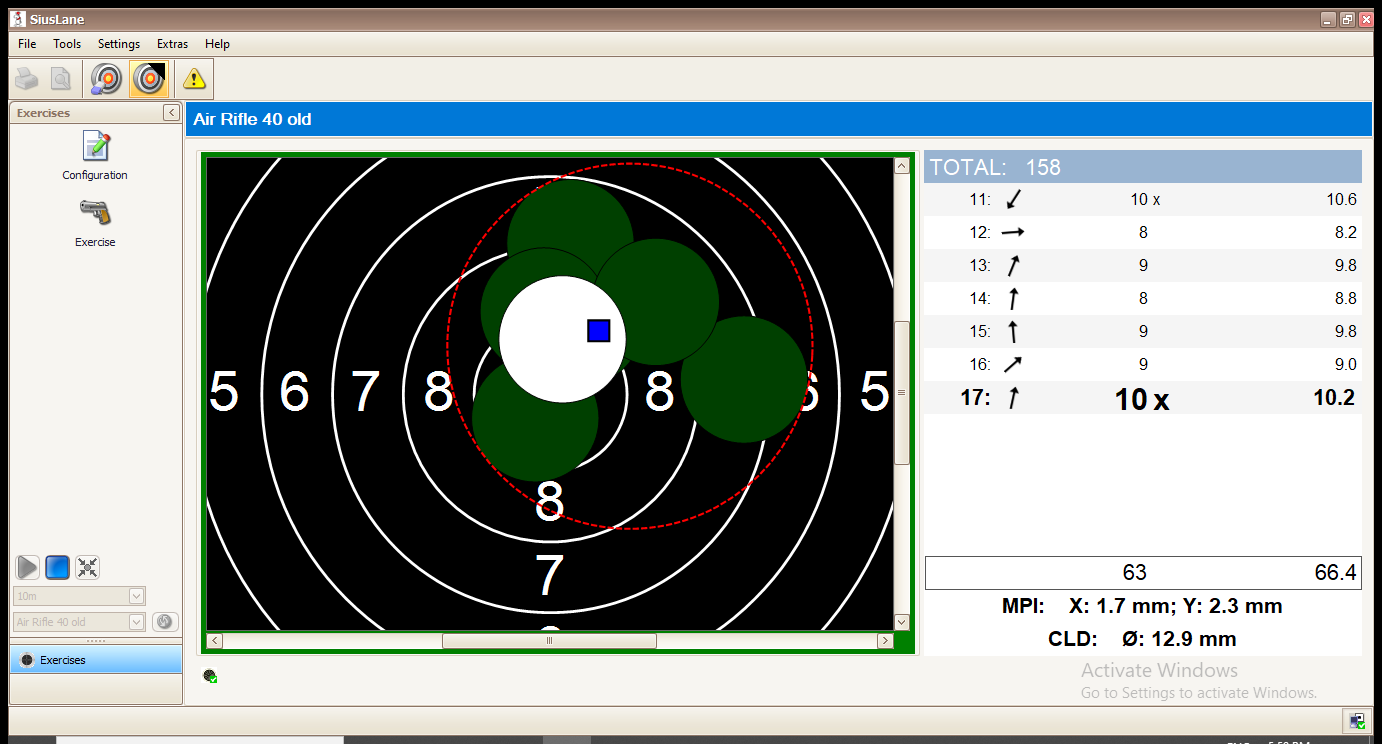 SiusLane
File Tools Settings Extras Help
Exercises
Configuration
Exercise
10m
Air Rifle 40 old
Exercises
Air Rifle 40 old
5 6 7 8 8 6 5
8
7
TOTAL: 158
11: 10 x 10.6
12: 8 8.2
13: 9 9.8
14: 8 8.8
15: 9 9.8
16: 9 9.0
17: 10 x 10.2
63 66.4
MPI: X: 1.7 mm; Y: 2.3 mm
CLD: Ø: 12.9 mm
Activate Windows
Go to Settings to activate Windows.